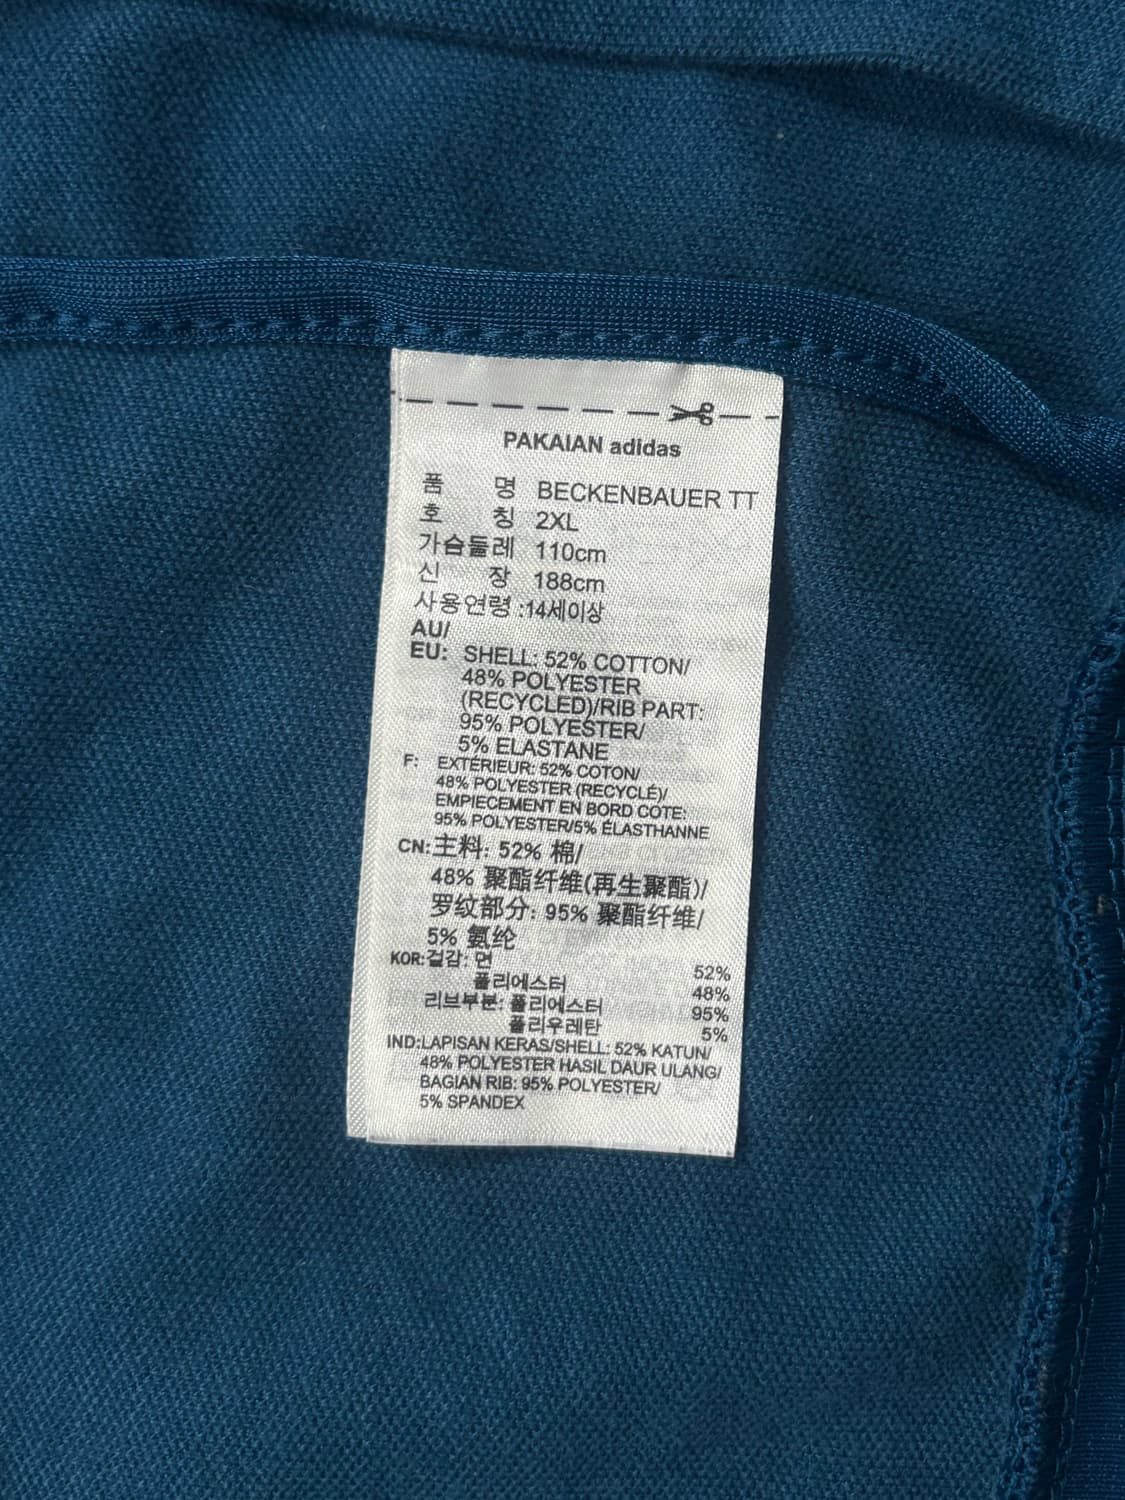 PAKAIAN adidas
품 명 BECKENBAUER TT
호 칭 2XL
가슴둘레 110cm
신 장 188cm
사용연령 :14세이상
AU/
EU: SHELL: 52% COTTON/
48% POLYESTER
(RECYCLED)/RIB PART:
95% POLYESTER/
5% ELASTANE
F: EXTÉRIEUR: 52% COTON/
48% POLYESTER (RECYCLÉ)/
EMPIECEMENT EN BORD COTE:
95% POLYESTER/5% ÉLASTHANNE
CN:主料: 52% 棉/
48% 聚酯纤维(再生聚酯)/
罗纹部分: 95% 聚酯纤维/
5% 氨纶
KOR:겉감: 면 52%
폴리에스터 48%
리브부분: 폴리에스터 95%
폴리우레탄 5%
IND:LAPISAN KERAS/SHELL: 52% KATUN/
48% POLYESTER HASIL DAUR ULANG/
BAGIAN RIB: 95% POLYESTER/
5% SPANDEX